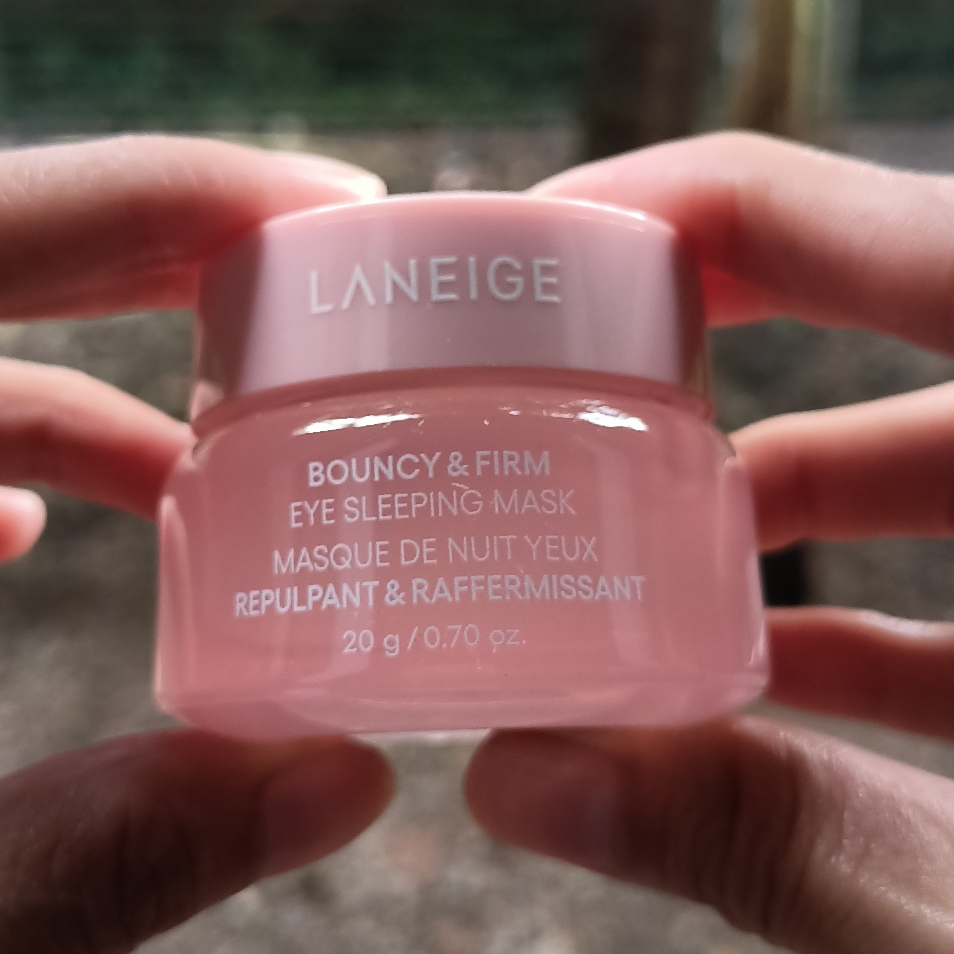 LANEIGE
BOUNCY & FIRM
EYE SLEEPING MASK
MASQUE DE NUIT YEUX
REPULPANT & RAFFERMISSANT
20 g / 0.70 oz.